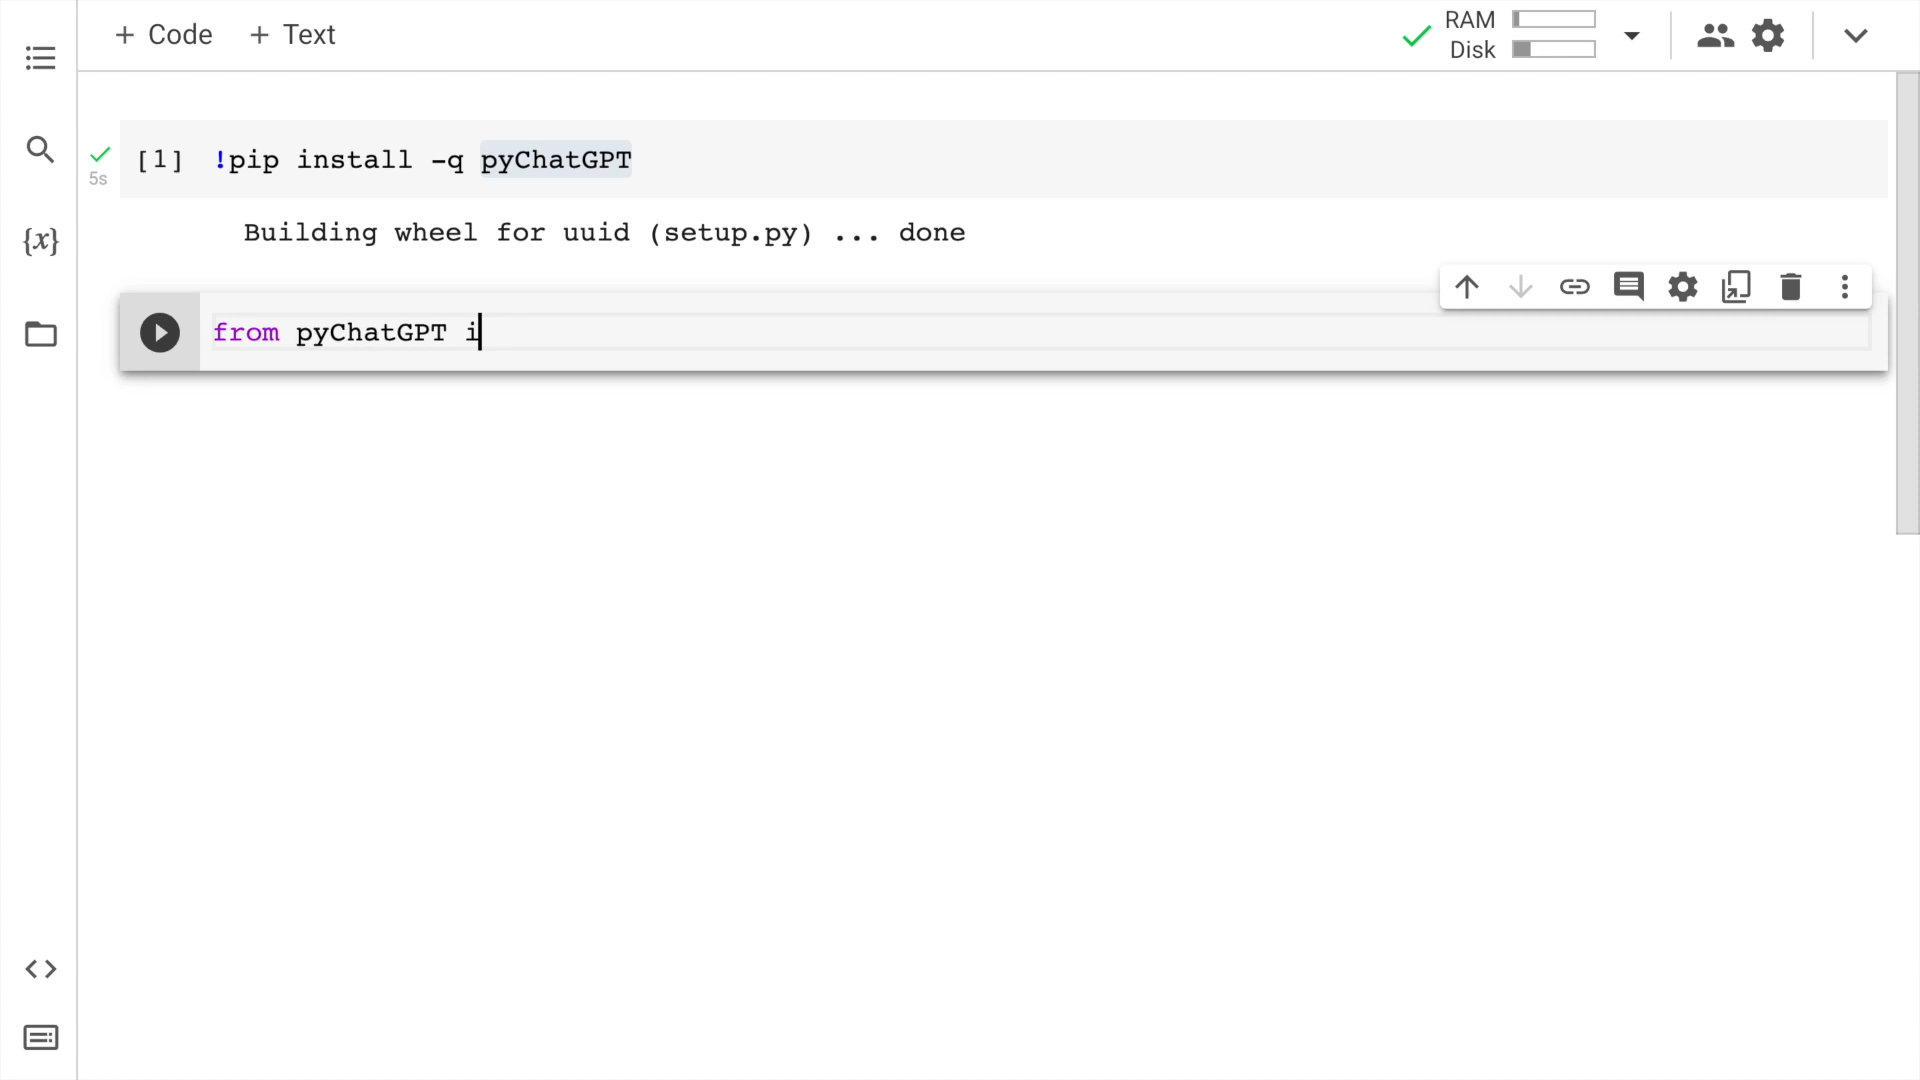 + Code + Text
RAM
Disk
[1] !pip install -q pyChatGPT
5s
Building wheel for uuid (setup.py) ... done
{x}
from pyChatGPT i